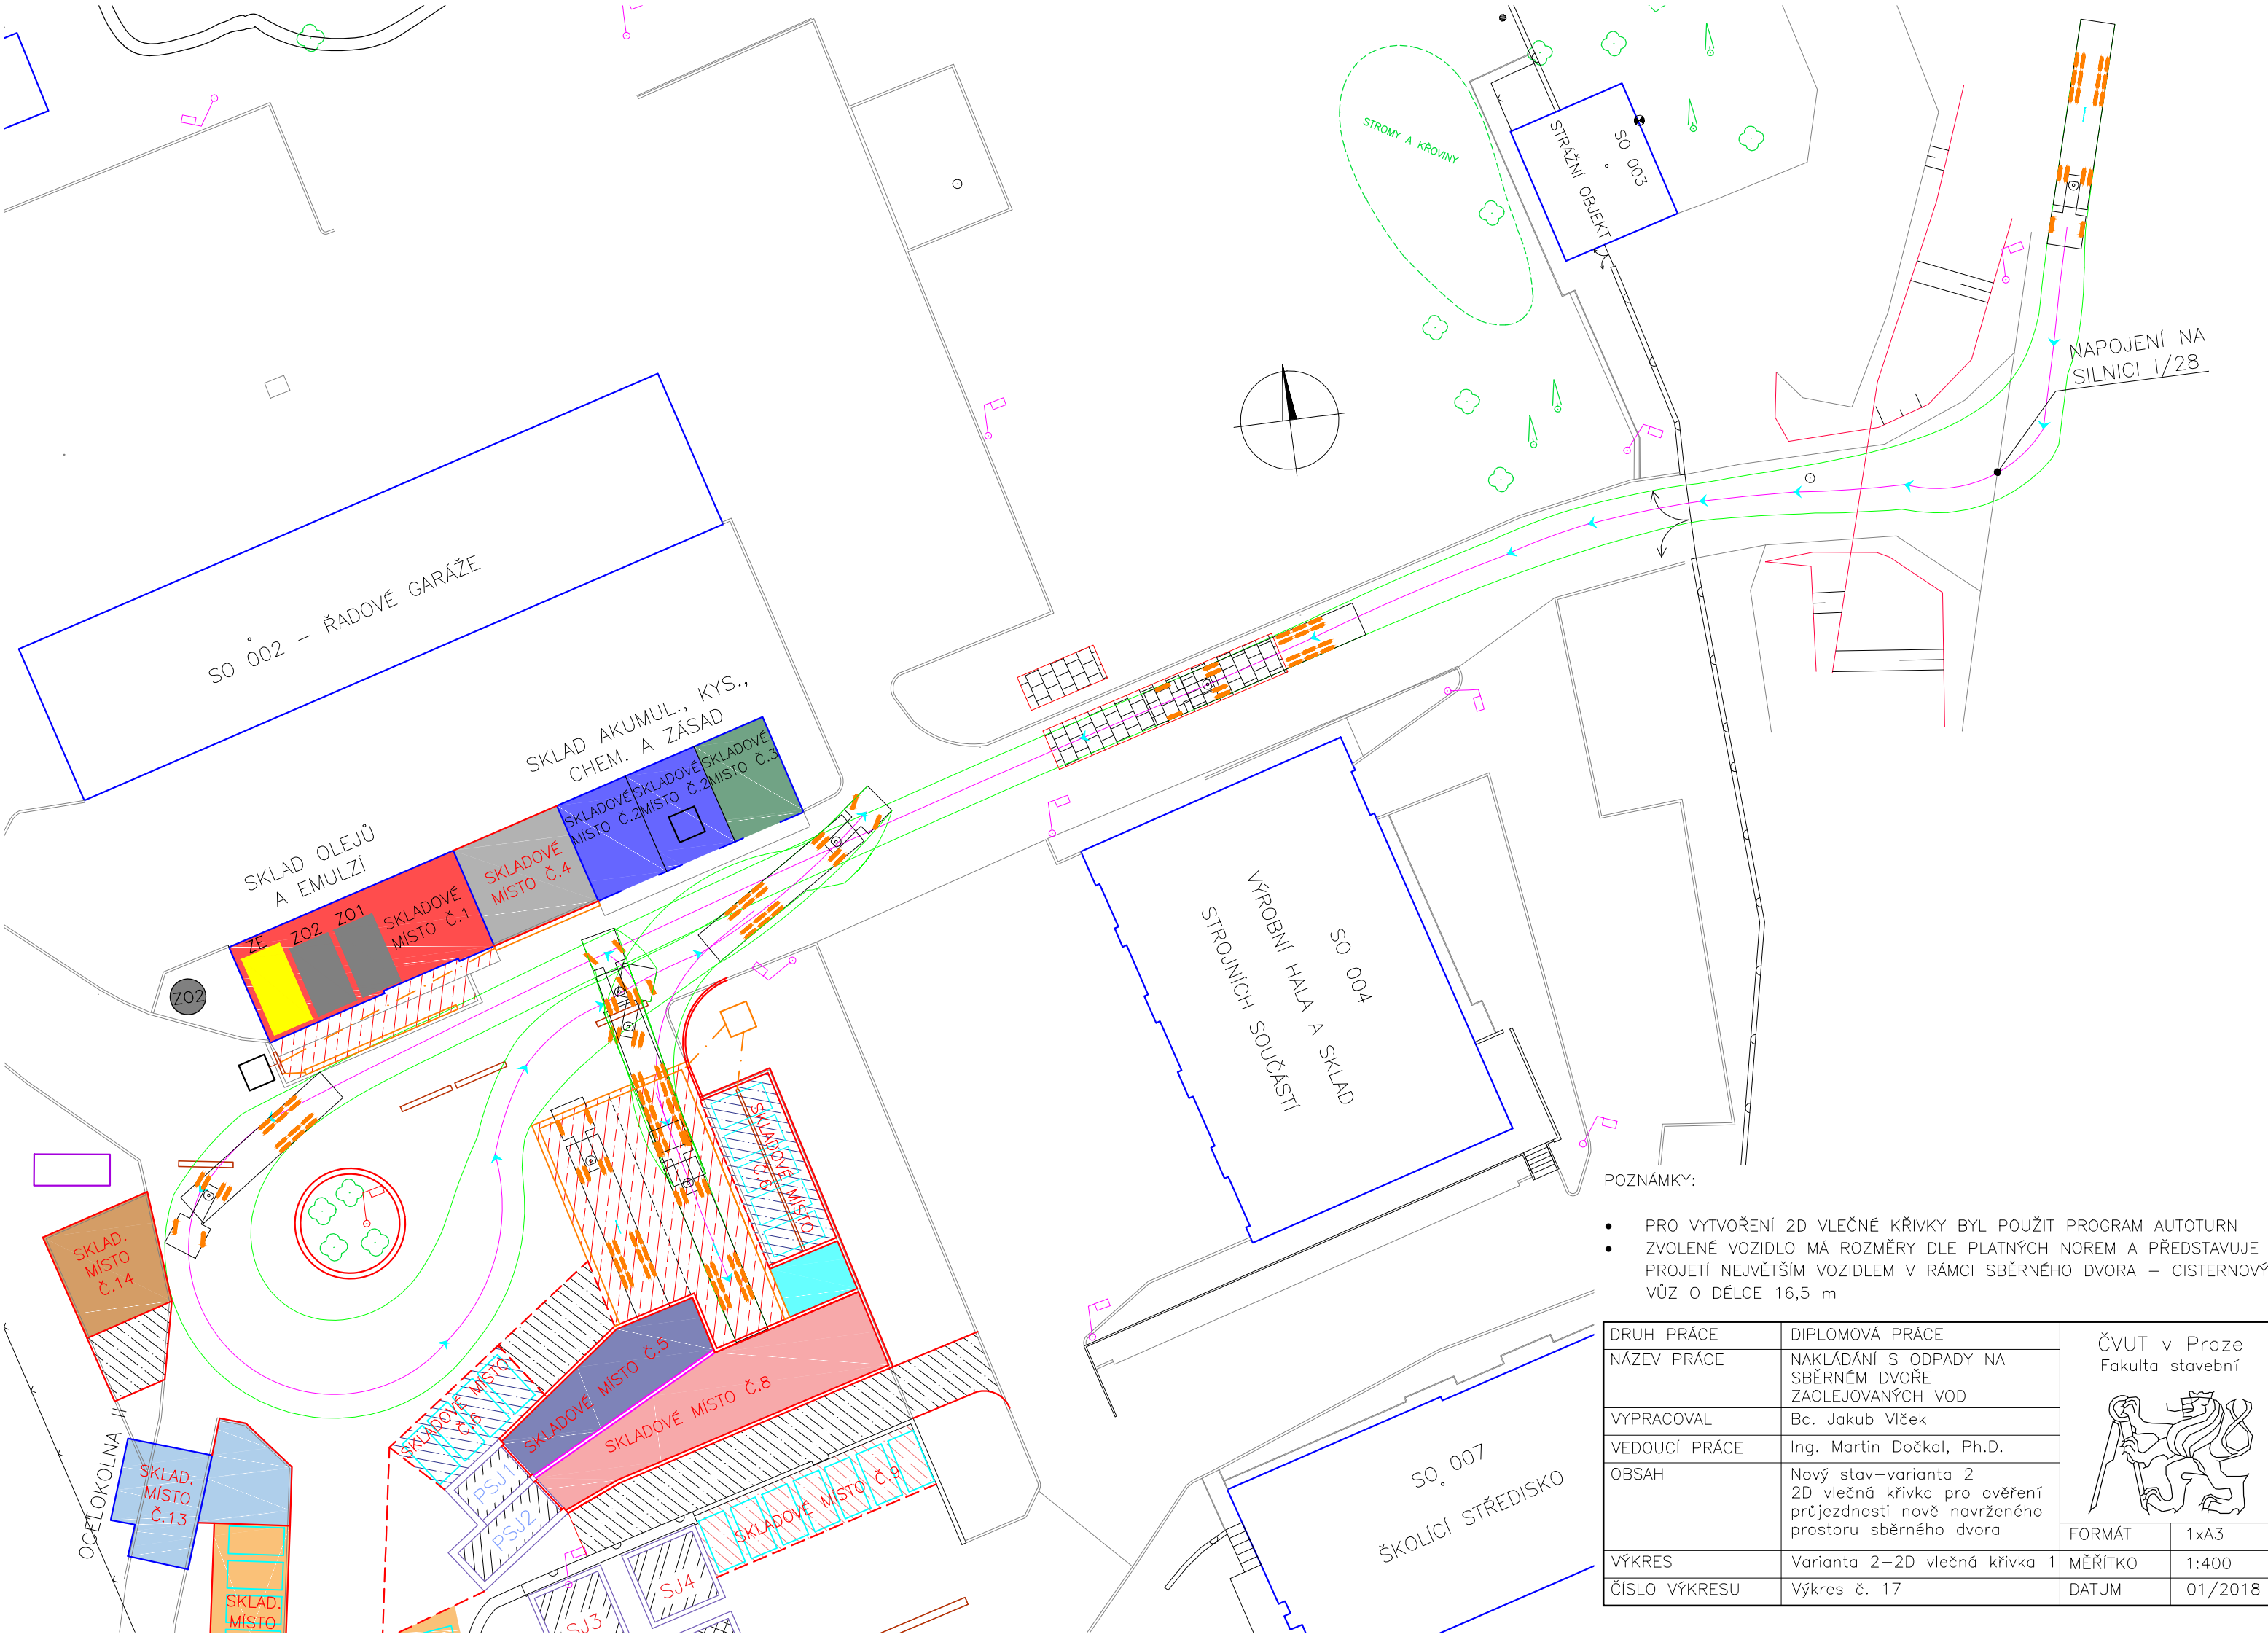 STROMY A KŘOVINY
STRÁŽNÍ OBJEKT
SO 003
NAPOJENÍ NA
SILNICI I/28
SO 002 – ŘADOVÉ GARÁŽE
SKLAD AKUMUL., KYS.,
CHEM. A ZÁSAD
SKLADOVÉ
MÍSTO Č.2
SKLADOVÉ
MÍSTO Č.2
SKLADOVÉ
MÍSTO Č.3
SKLAD OLEJŮ
A EMULZÍ
SKLADOVÉ
MÍSTO Č.4
SKLADOVÉ
MÍSTO Č.1
ZE
ZO2
ZO1
ZO2
SO 004
VÝROBNÍ HALA A SKLAD
STROJNÍCH SOUČÁSTÍ
SKLADOVÉ MÍSTO
Č.6
SKLAD.
MÍSTO
Č.14
SKLADOVÉ MÍSTO Č.5
SKLADOVÉ MÍSTO Č.8
SKLADOVÉ MÍSTO
Č.6
OCELOKOLNA II
SKLAD.
MÍSTO
Č.13
PSJ1
PSJ2
SKLADOVÉ MÍSTO Č.9
SJ4
SJ3
SKLAD.
MÍSTO
SO 007
ŠKOLÍCÍ STŘEDISKO
POZNÁMKY:
• PRO VYTVOŘENÍ 2D VLEČNÉ KŘIVKY BYL POUŽIT PROGRAM AUTOTURN
• ZVOLENÉ VOZIDLO MÁ ROZMĚRY DLE PLATNÝCH NOREM A PŘEDSTAVUJE
PROJETÍ NEJVĚTŠÍM VOZIDLEM V RÁMCI SBĚRNÉHO DVORA – CISTERNOVÝ
VŮZ O DÉLCE 16,5 m
DRUH PRÁCE DIPLOMOVÁ PRÁCE
NÁZEV PRÁCE NAKLÁDÁNÍ S ODPADY NA
SBĚRNÉM DVOŘE
ZAOLEJOVANÝCH VOD
VYPRACOVAL Bc. Jakub Vlček
VEDOUCÍ PRÁCE Ing. Martin Dočkal, Ph.D.
OBSAH Nový stav–varianta 2
2D vlečná křivka pro ověření
průjezdnosti nově navrženého
prostoru sběrného dvora
VÝKRES Varianta 2–2D vlečná křivka 1
ČÍSLO VÝKRESU Výkres č. 17
ČVUT v Praze
Fakulta stavební
FORMÁT 1xA3
MĚŘÍTKO 1:400
DATUM 01/2018